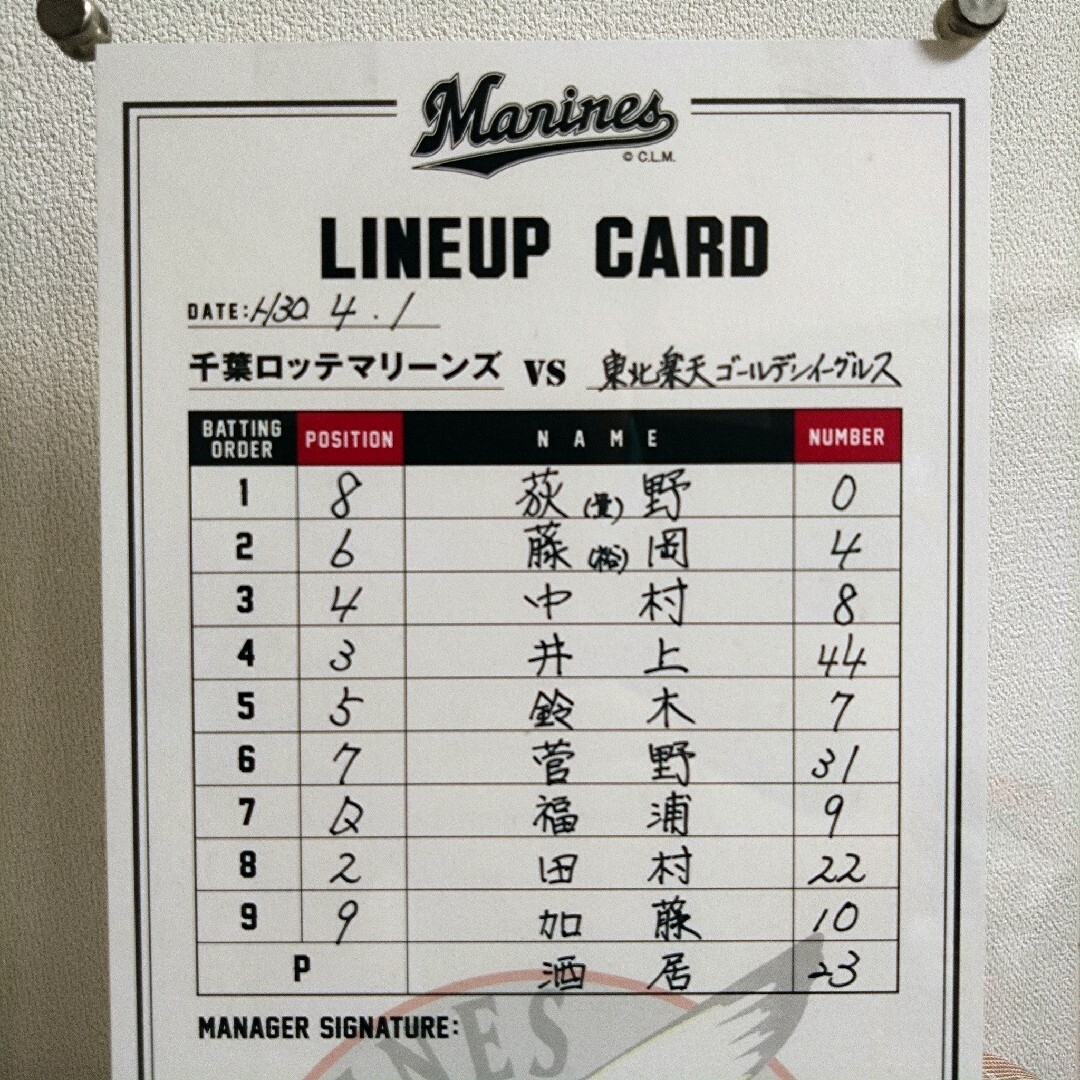 Marines
© C.L.M.
LINEUP CARD
DATE: H30 4.1
千葉ロッテマリーンズ VS 東北楽天ゴールデンイーグルス
BATTING ORDER POSITION NAME NUMBER
1 8 荻(貴)野 0
2 6 藤(裕)岡 4
3 4 中村 8
4 3 井上 44
5 5 鈴木 7
6 7 菅野 31
7 D 福浦 9
8 2 田村 22
9 9 加藤 10
P 酒居 23
MANAGER SIGNATURE:
INES